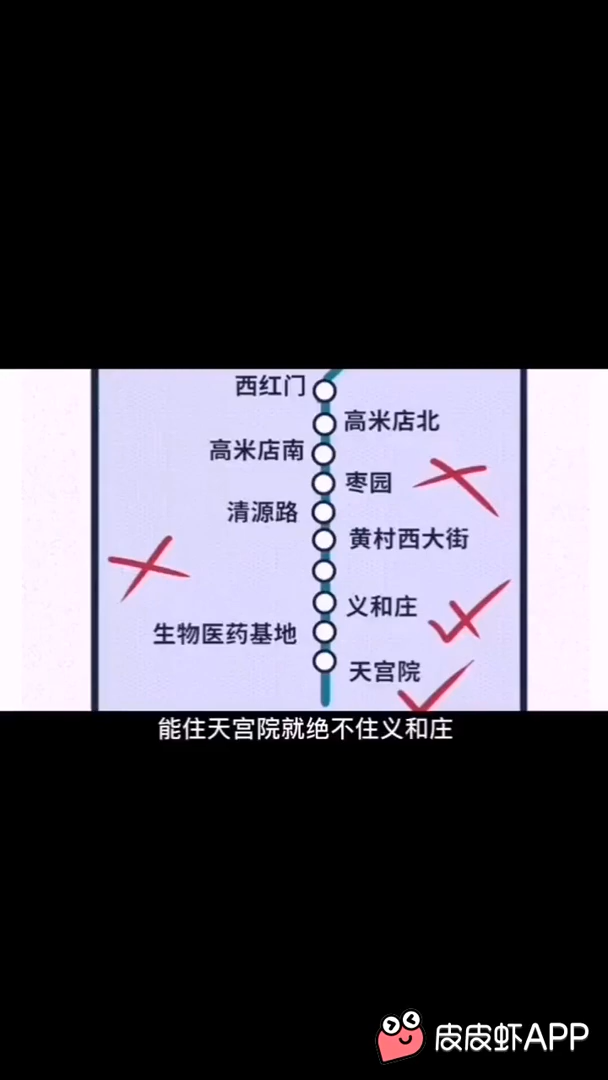 西红门
高米店北
高米店南
枣园
清源路
黄村西大街
义和庄
生物医药基地
天宫院
能住天宫院就绝不住义和庄
皮皮虾APP